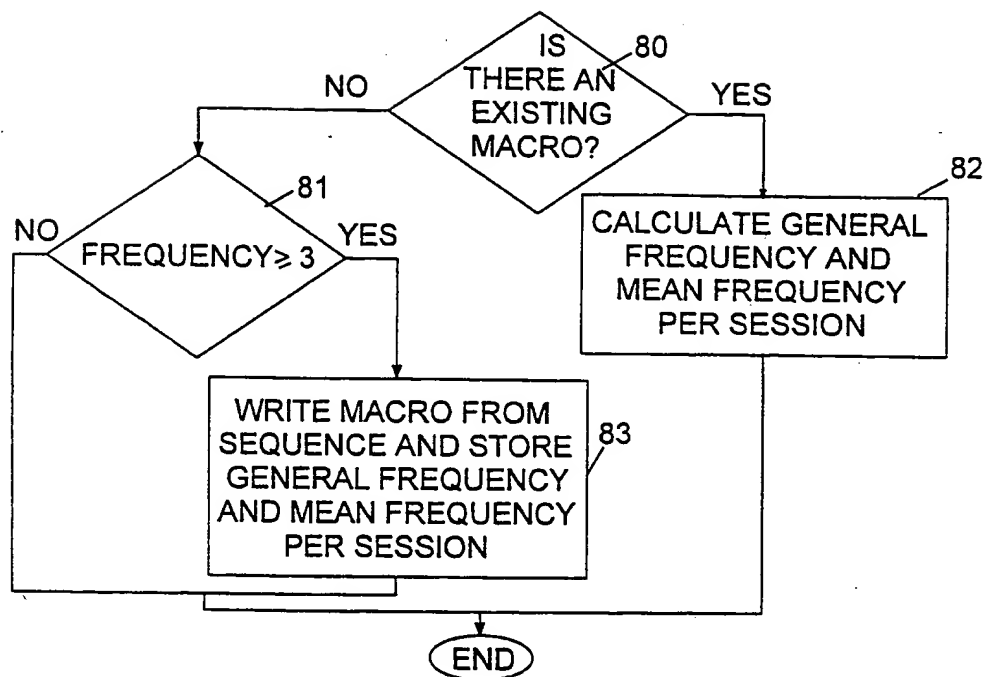 IS
THERE AN
EXISTING
MACRO?
80
NO
YES
81
NO
FREQUENCY ⩾ 3
YES
82
CALCULATE GENERAL
FREQUENCY AND
MEAN FREQUENCY
PER SESSION
WRITE MACRO FROM
SEQUENCE AND STORE
GENERAL FREQUENCY
AND MEAN FREQUENCY
PER SESSION
83
END